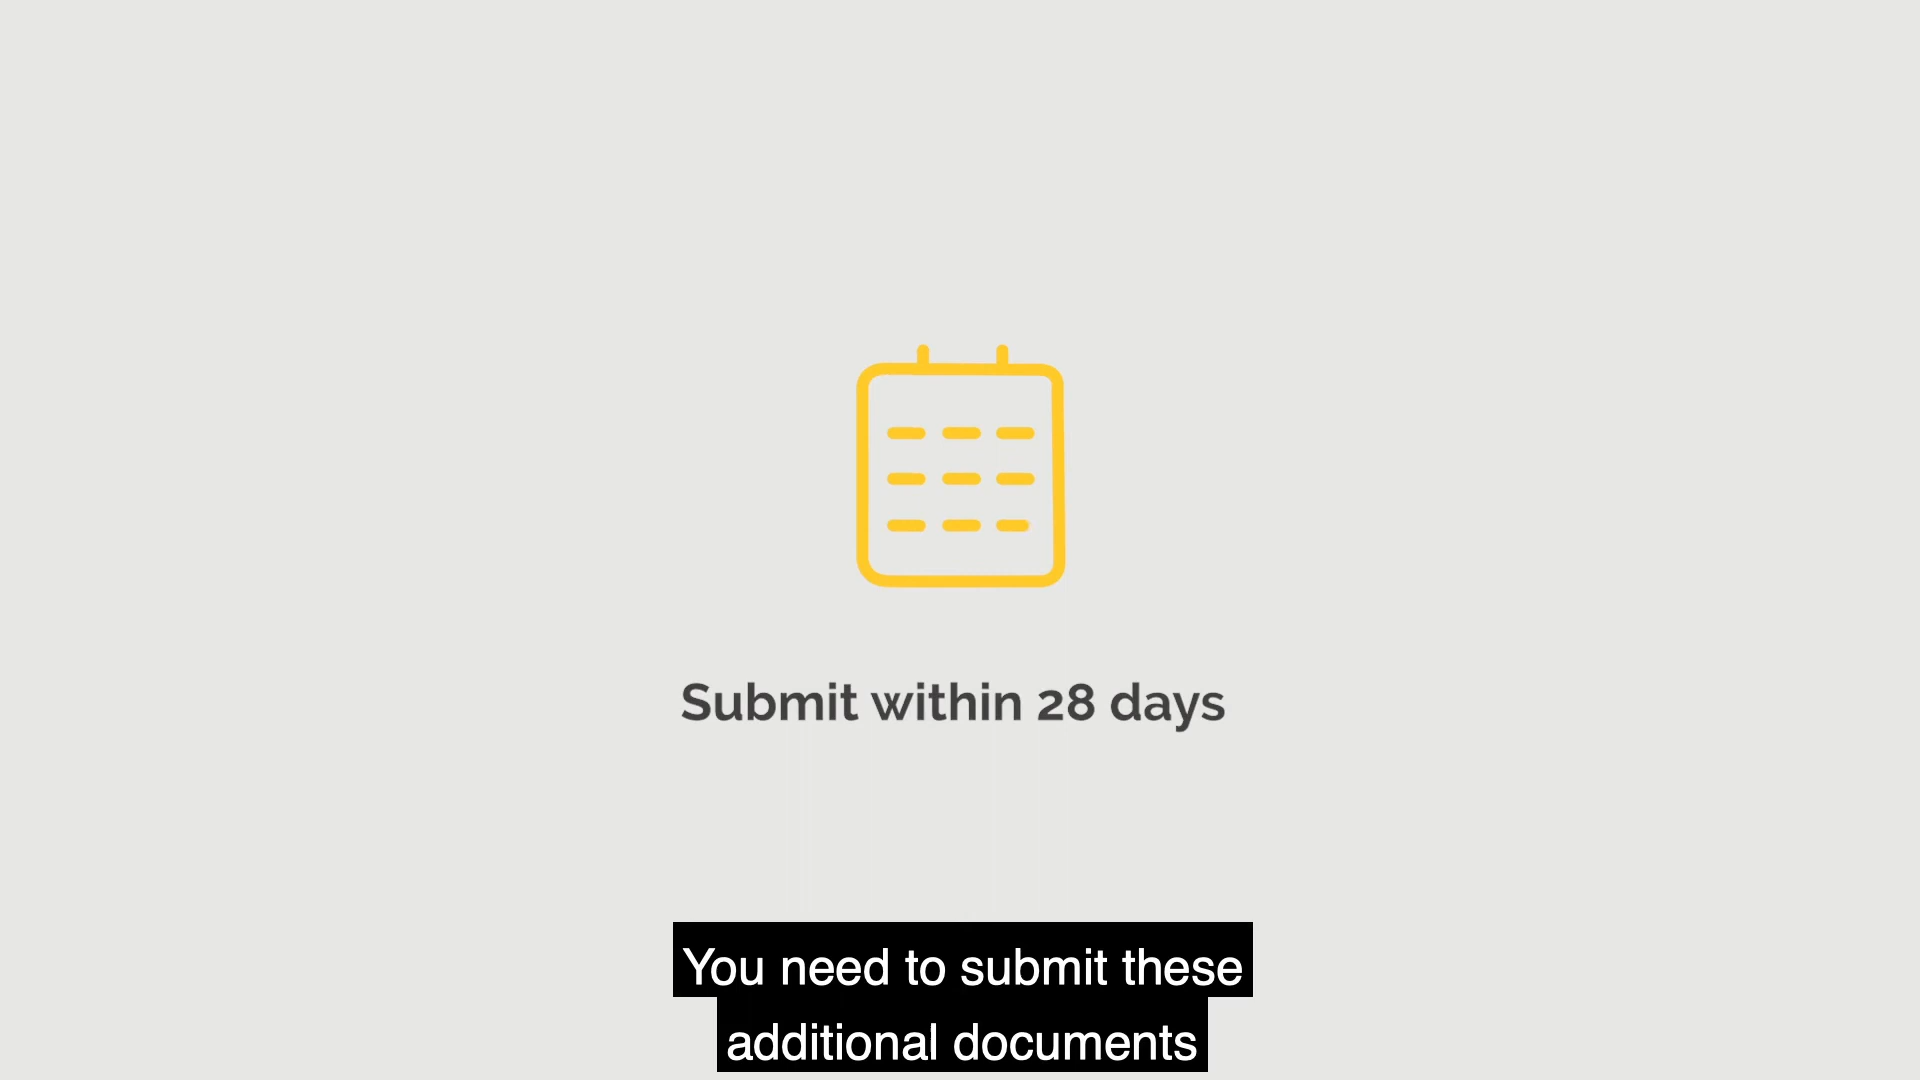 Submit within 28 days
You need to submit these
additional documents